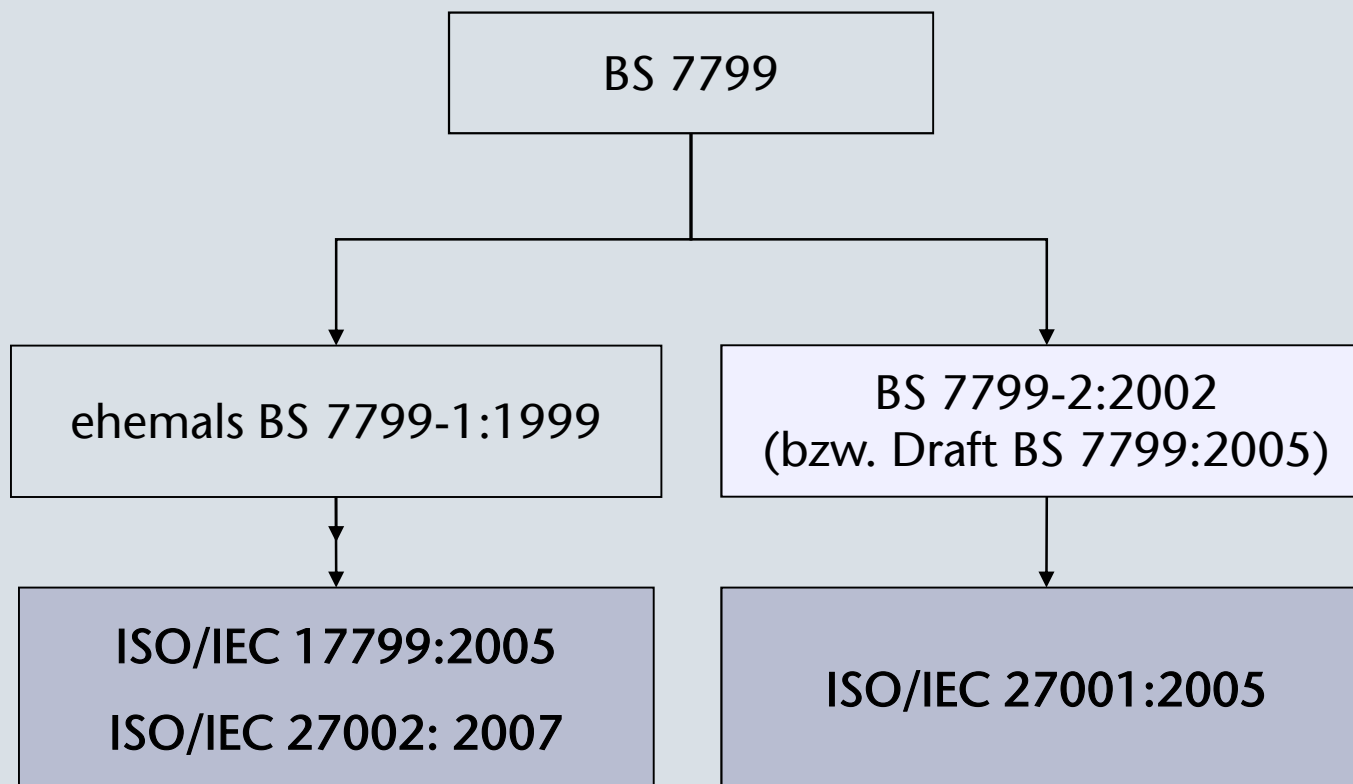 BS 7799
ehemals BS 7799-1:1999
BS 7799-2:2002
(bzw. Draft BS 7799:2005)
ISO/IEC 17799:2005
ISO/IEC 27002: 2007
ISO/IEC 27001:2005